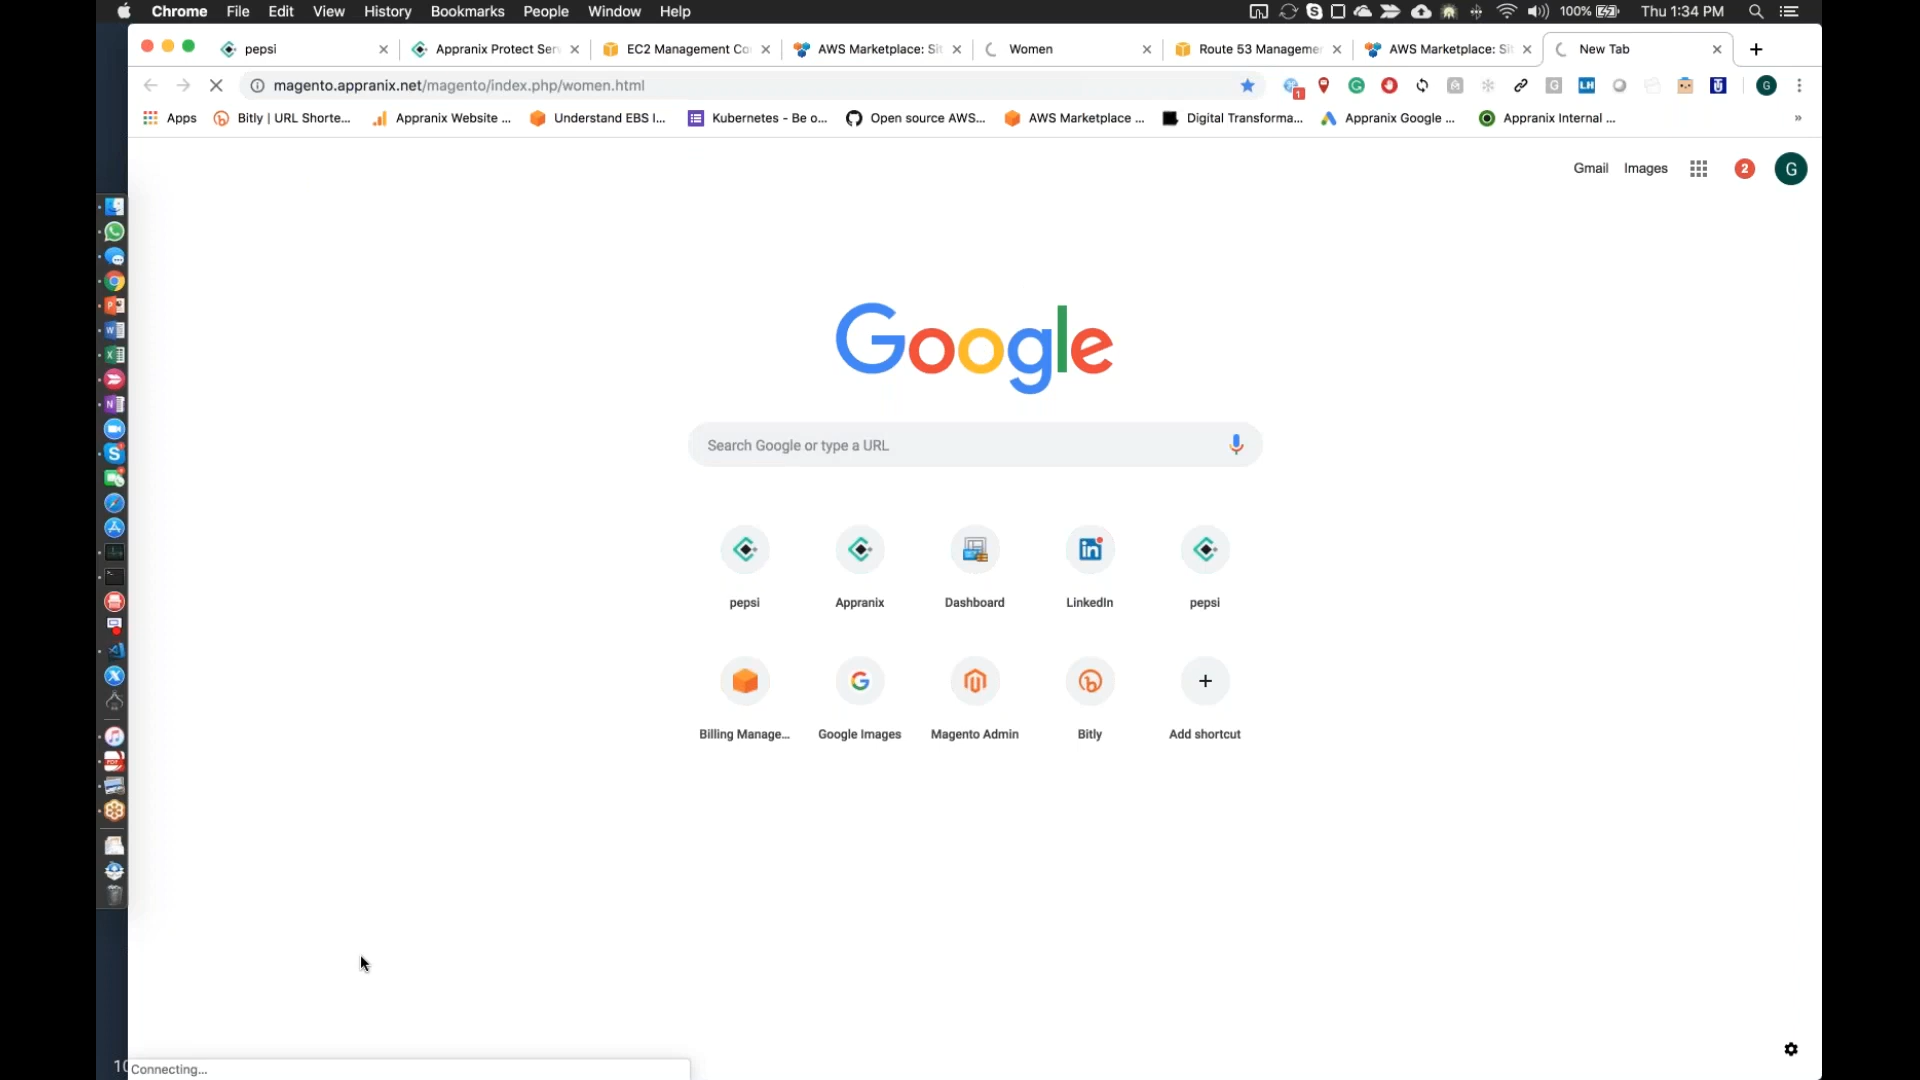 Chrome File Edit View History Bookmarks People Window Help 100% Thu 1:34 PM
pepsi Appranix Protect Serv EC2 Management Co AWS Marketplace: Sit Women Route 53 Manageme AWS Marketplace: Sit New Tab
magento.appranix.net/magento/index.php/women.html
Apps Bitly | URL Shorte... Appranix Website ... Understand EBS I... Kubernetes - Be o... Open source AWS... AWS Marketplace ... Digital Transforma... Appranix Google ... Appranix Internal ... »
Gmail Images 2 G
Google
Search Google or type a URL
pepsi Appranix Dashboard LinkedIn pepsi
Billing Manage... Google Images Magento Admin Bitly Add shortcut
Connecting...